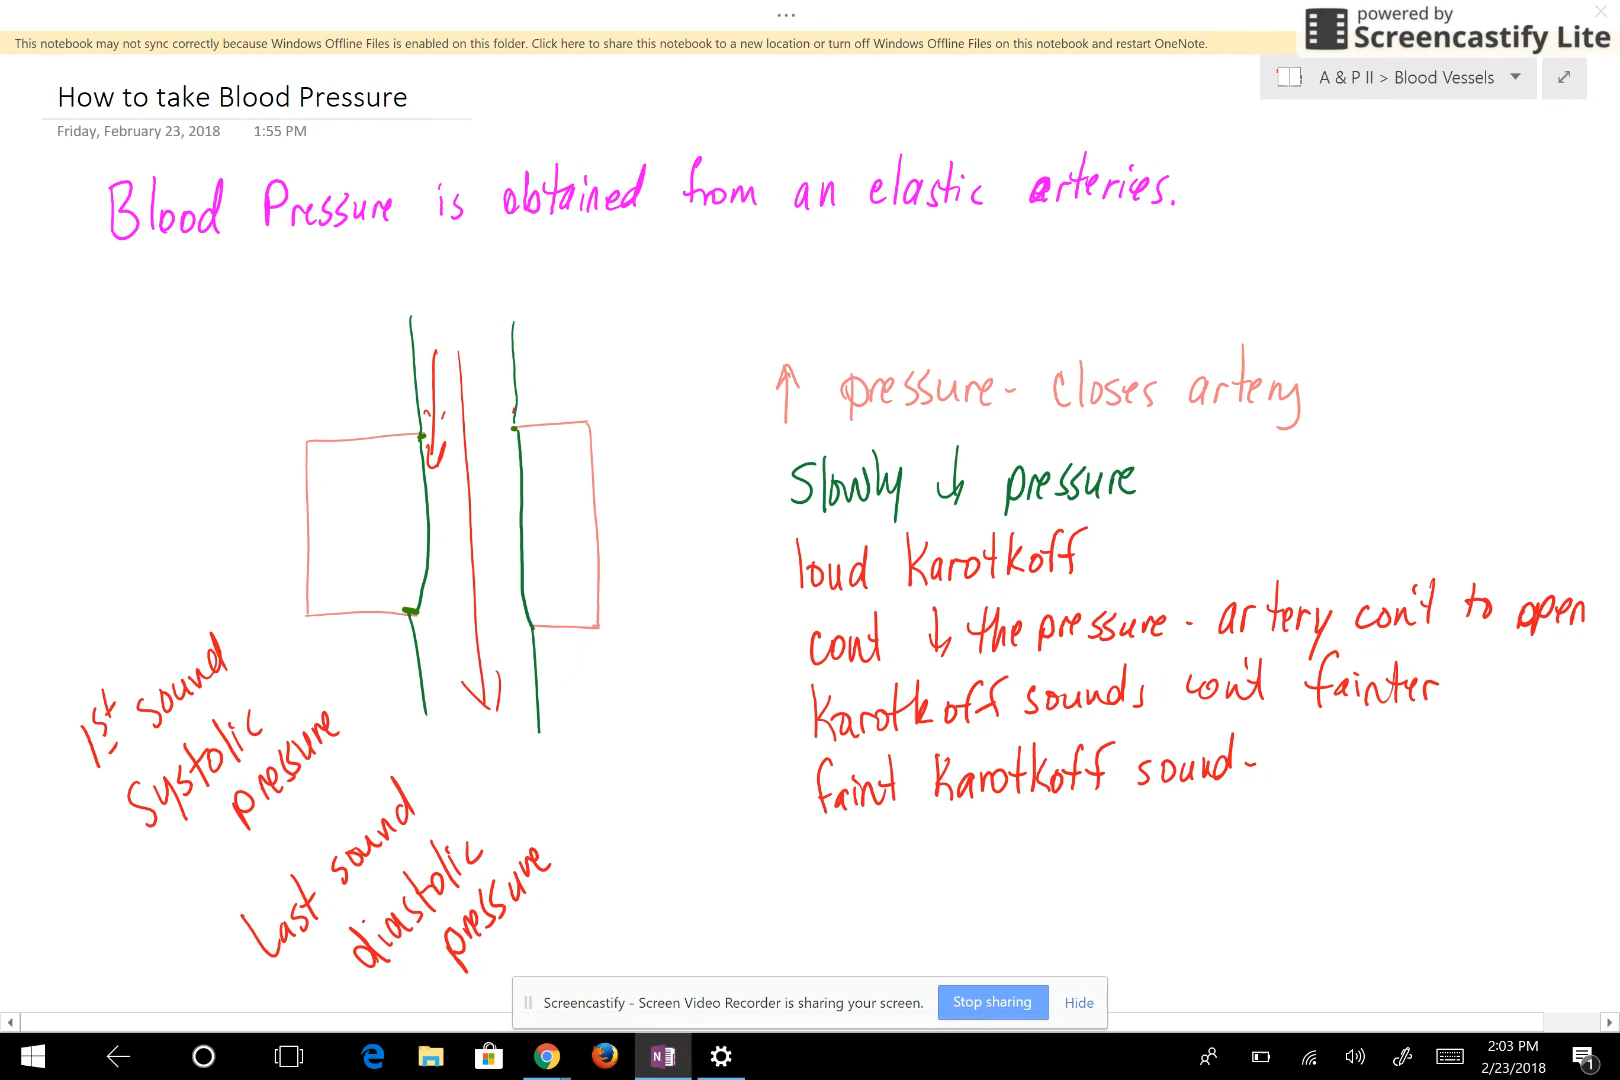 ...
powered by
Screencastify Lite
This notebook may not sync correctly because Windows Offline Files is enabled on this folder. Click here to share this notebook to a new location or turn off Windows Offline Files on this notebook and restart OneNote.
A & P II > Blood Vessels
How to take Blood Pressure
Friday, February 23, 2018 1:55 PM
Blood Pressure is obtained from an elastic arteries.
↑ pressure - closes artery
Slowly ↓ pressure
loud Karotkoff
cont ↓ the pressure - artery con't to open
Karotkoff sounds con't fainter
faint Karotkoff sound-
1st sound
Systolic
pressure
Last sound
diastolic
pressure
Screencastify - Screen Video Recorder is sharing your screen.
Stop sharing
Hide
2:03 PM
2/23/2018
1